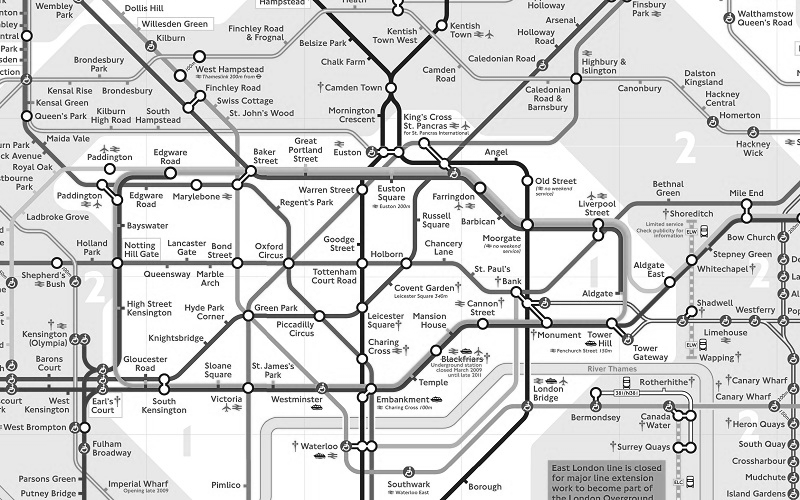 Wembley
Park
Dollis Hill
Willesden Green
Kilburn
Hampstead
Heath
Finchley Road
& Frognal
Belsize Park
Chalk Farm
Kentish
Town West
Kentish
Town
Holloway
Arsenal
Holloway
Road
Caledonian Road
Finsbury
Park
Walthamstow
Queen's Road
Highbury &
Islington
West Hampstead
Thameslink 200m from
Brondesbury
Park
Brondesbury
Kensal Rise
Kensal Green
Queen's Park
Kilburn
High Road
South
Hampstead
Finchley Road
Swiss Cottage
St. John's Wood
Camden Town
Camden
Road
Mornington
Crescent
Caledonian
Road &
Barnsbury
Canonbury
Dalston
Kingsland
Hackney
Central
Homerton
Hackney
Wick
Maida Vale
Royal Oak
Paddington
Edgware
Road
Baker
Street
Great
Portland
Street
Euston
King's Cross
St. Pancras
for St. Pancras International
Angel
Paddington
Edgware
Road
Marylebone
Warren Street
Regent's Park
Euston
Square
Euston 200m
Russell
Square
Farringdon
Barbican
Old Street
(no weekend
service)
Liverpool
Street
Moorgate
(no weekend
service)
Bethnal
Green
Mile End
Shoreditch
Limited service
Check publicity for
information
Ladbroke Grove
Bayswater
Holland
Park
Notting
Hill Gate
Lancaster
Gate
Bond
Street
Oxford
Circus
Goodge
Street
Holborn
Chancery
Lane
St. Paul's
Bank
Bow Church
Stepney Green
Whitechapel
Aldgate
East
Aldgate
Shepherd's
Bush
Queensway
Marble
Arch
Tottenham
Court Road
Covent Garden
Leicester Square 340m
Cannon
Street
High Street
Kensington
Hyde Park
Corner
Green Park
Piccadilly
Circus
Leicester
Square
Mansion
House
Monument
Tower
Hill
Fenchurch Street 150m
Tower
Gateway
Shadwell
Westferry
Limehouse
Wapping
Kensington
(Olympia)
Knightsbridge
Charing
Cross
Blackfriars
Underground station
closed March 2009
until late 2011
Temple
River Thames
Barons
Court
Gloucester
Road
Sloane
Square
St. James's
Park
West
Kensington
Earl's
Court
South
Kensington
Victoria
Westminster
Embankment
Charing Cross 100m
London
Bridge
Bermondsey
Rotherhithe
Canada
Water
Canary Wharf
Canary Wharf
Heron Quays
South Quay
Crossharbour
Mudchute
West Brompton
Fulham
Broadway
Parsons Green
Putney Bridge
Imperial Wharf
Opening late 2009
Pimlico
Waterloo
Southwark
Waterloo East
Borough
Surrey Quays
East London line is closed
for major line extension
work to become part of
the London Overground
2
2
2
1
1
ELW
ELW
ELC